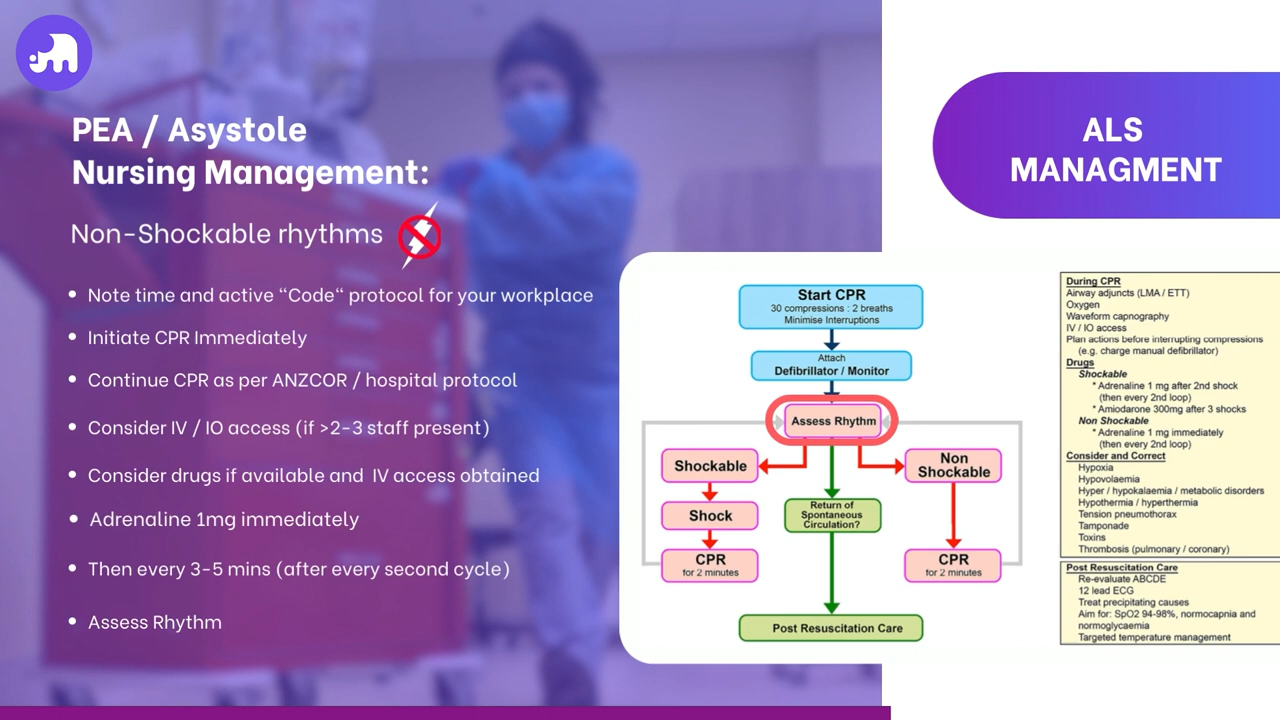 PEA / Asystole
Nursing Management:
Non-Shockable rhythms
• Note time and active "Code" protocol for your workplace
• Initiate CPR Immediately
• Continue CPR as per ANZCOR / hospital protocol
• Consider IV / IO access (if >2-3 staff present)
• Consider drugs if available and IV access obtained
• Adrenaline 1mg immediately
• Then every 3-5 mins (after every second cycle)
• Assess Rhythm
ALS
MANAGMENT
Start CPR
30 compressions : 2 breaths
Minimise Interruptions
Attach
Defibrillator / Monitor
Assess Rhythm
Shockable
Non
Shockable
Shock
Return of
Spontaneous
Circulation?
CPR
for 2 minutes
CPR
for 2 minutes
Post Resuscitation Care
During CPR
Airway adjuncts (LMA / ETT)
Oxygen
Waveform capnography
IV / IO access
Plan actions before interrupting compressions
(e.g. charge manual defibrillator)
Drugs
Shockable
* Adrenaline 1 mg after 2nd shock
(then every 2nd loop)
* Amiodarone 300mg after 3 shocks
Non Shockable
* Adrenaline 1 mg immediately
(then every 2nd loop)
Consider and Correct
Hypoxia
Hypovolaemia
Hyper / hypokalaemia / metabolic disorders
Hypothermia / hyperthermia
Tension pneumothorax
Tamponade
Toxins
Thrombosis (pulmonary / coronary)
Post Resuscitation Care
Re-evaluate ABCDE
12 lead ECG
Treat precipitating causes
Aim for: SpO2 94-98%, normocapnia and
normoglycaemia
Targeted temperature management